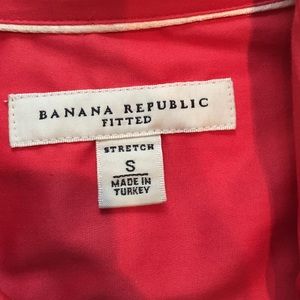 BANANA REPUBLIC
FITTED
STRETCH
S
MADE IN
TURKEY